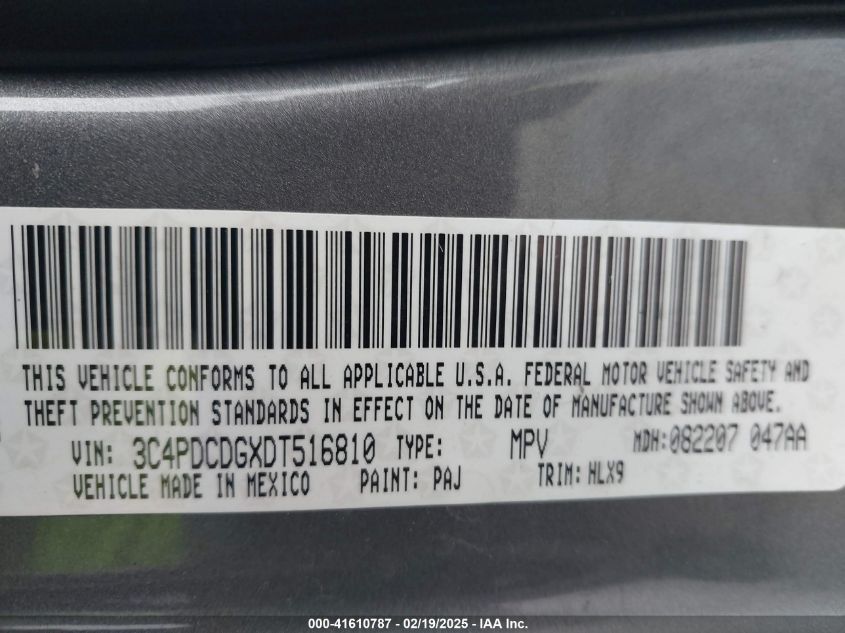 THIS VEHICLE CONFORMS TO ALL APPLICABLE U.S.A. FEDERAL MOTOR VEHICLE SAFETY AND
THEFT PREVENTION STANDARDS IN EFFECT ON THE DATE OF MANUFACTURE SHOWN ABOVE.
VIN: 3C4PDCDGXDT516810 TYPE: MPV MDH:082207 047AA
VEHICLE MADE IN MEXICO PAINT: PAJ TRIM: HLX9
000-41610787 - 02/19/2025 - IAA Inc.